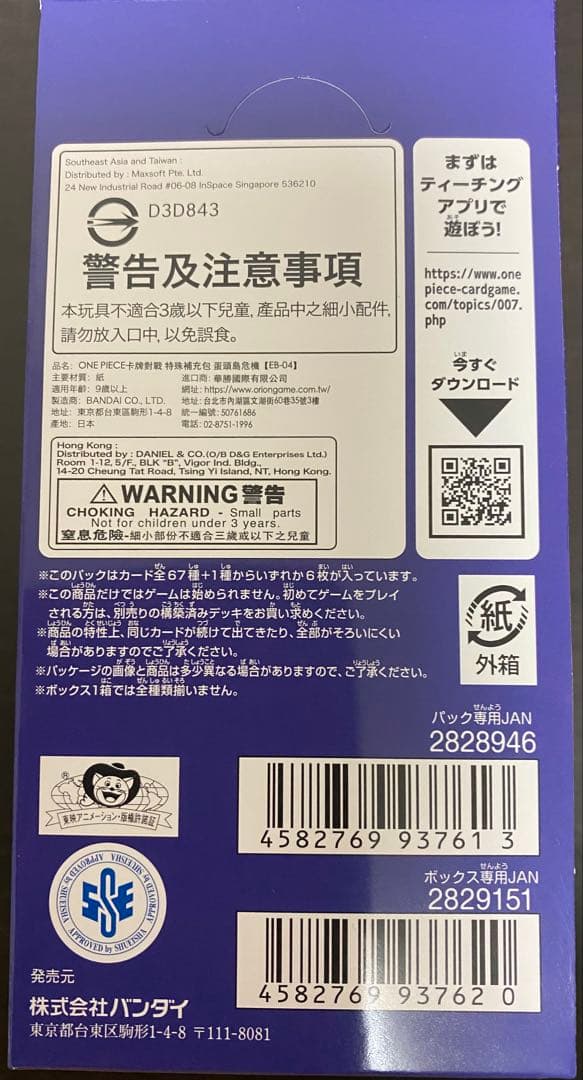 Southeast Asia and Taiwan :
Distributed by : Maxsoft Pte. Ltd.
24 New Industrial Road #06-08 InSpace Singapore 536210
D3D843
警告及注意事項
本玩具不適合3歲以下兒童, 產品中之細小配件,
請勿放入口中, 以免誤食。
品名: ONE PIECE卡牌對戰 特殊補充包 蛋頭島危機【EB-04】
主要材質: 紙 進口商: 華勝國際有限公司
適用年齡: 9歲以上 網址: https://www.oriongame.com.tw/
製造商: BANDAI CO., LTD. 地址: 台北市內湖區文湖街60巷35號3樓
地址: 東京都台東區駒形1-4-8 統一編號: 50761686
產地: 日本 電話: 02-8751-1996
Hong Kong :
Distributed by : DANIEL & CO.(O/B D&G Enterprises Ltd.)
Room 1-12, 5/F., BLK "B", Vigor Ind. Bldg.,
14-20 Cheung Tat Road, Tsing Yi Island, NT, Hong Kong.
WARNING 警告
CHOKING HAZARD - Small parts
Not for children under 3 years.
窒息危險-細小部份不適合三歲或以下之兒童
まずは
ティーチング
アプリで
遊ぼう!
https://www.one
piece-cardgame.
com/topics/007.
php
今すぐ
ダウンロード
※このパックはカード全67種+1種からいずれか6枚が入っています。
※この商品だけではゲームは始められません。初めてゲームをプレイ
される方は、別売りの構築済みデッキをお買い求めください。
※商品の特性上、同じカードが続けて出てきたり、全部がそろいにくい
場合がありますのでご了承ください。
※パッケージの画像と商品は多少異なる場合がありますので、ご了承ください。
※ボックス1箱では全種類揃いません。
紙
外箱
パック専用JAN
2828946
4582769 93761 3
ボックス専用JAN
2829151
4582769 93762 0
®
東映アニメーション・版権許諾証
APPROVED by SHUEISHA
APPROVED by SHUEISHA
APPROVED by SHUEISHA
発売元
株式会社バンダイ
東京都台東区駒形1-4-8 〒111-8081